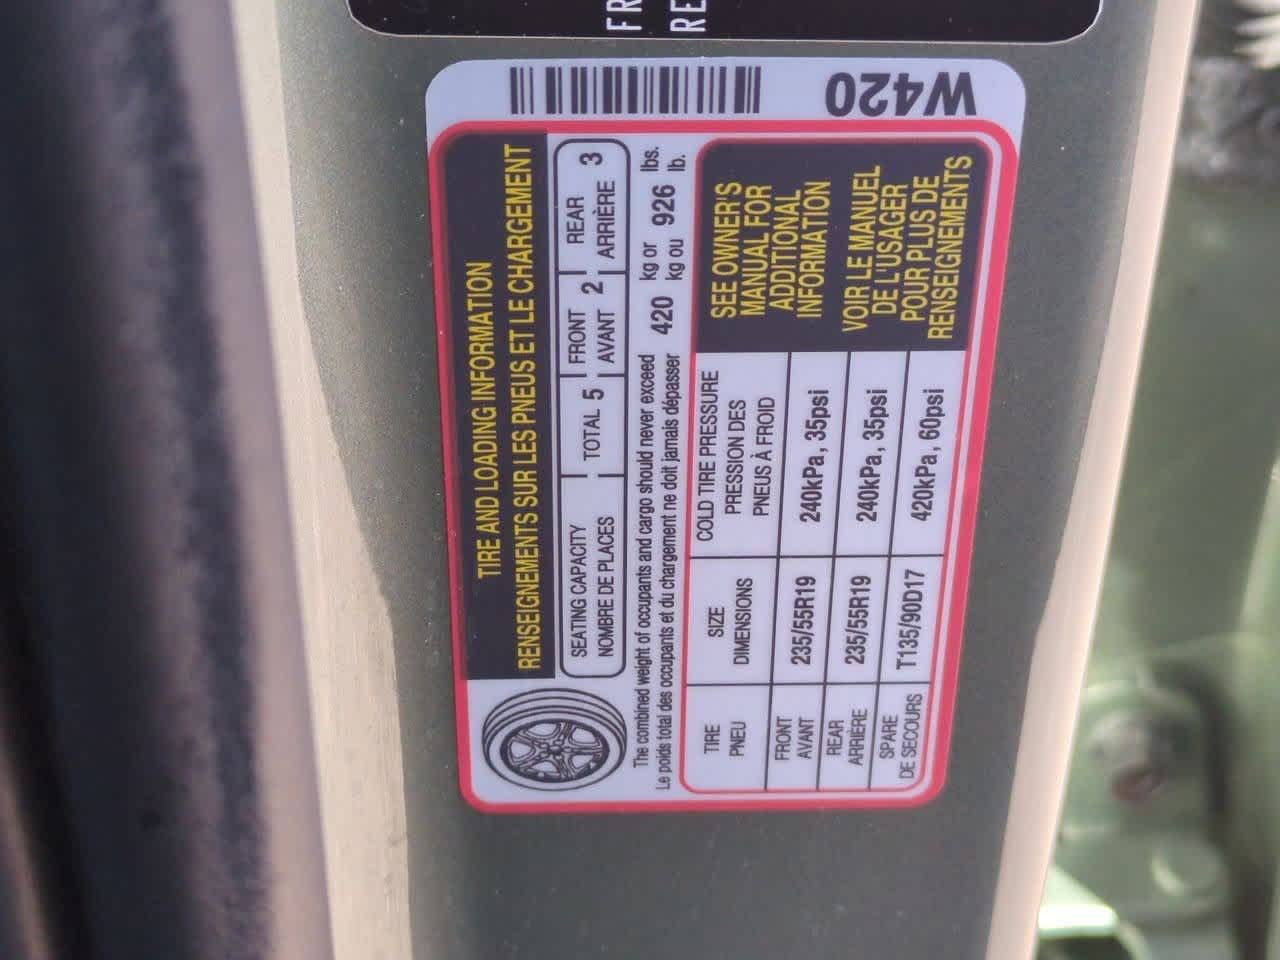 FR
RE
W420
TIRE AND LOADING INFORMATION
RENSEIGNEMENTS SUR LES PNEUS ET LE CHARGEMENT
SEATING CAPACITY
NOMBRE DE PLACES
TOTAL 5
FRONT
AVANT 2
REAR
ARRIÈRE 3
The combined weight of occupants and cargo should never exceed 420 kg or 926 lbs.
Le poids total des occupants et du chargement ne doit jamais dépasser kg ou lb.
TIRE
PNEU
SIZE
DIMENSIONS
COLD TIRE PRESSURE
PRESSION DES
PNEUS À FROID
FRONT
AVANT
235/55R19
240kPa, 35psi
REAR
ARRIÈRE
235/55R19
240kPa, 35psi
SPARE
DE SECOURS
T135/90D17
420kPa, 60psi
SEE OWNER'S
MANUAL FOR
ADDITIONAL
INFORMATION
VOIR LE MANUEL
DE L'USAGER
POUR PLUS DE
RENSEIGNEMENTS